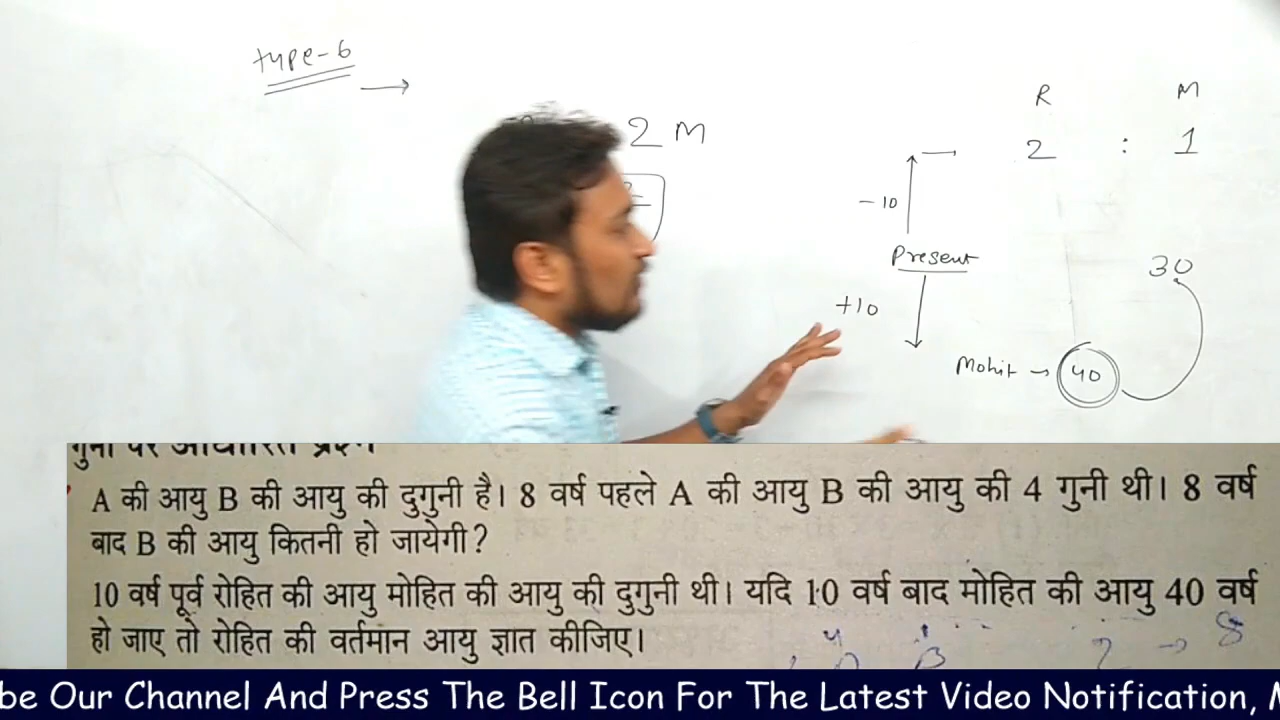 type-6 →
2 M
R M
2 : 1
- 10
Present
30
+10
Mohit → 40
A की आयु B की आयु की दुगुनी है। 8 वर्ष पहले A की आयु B की आयु की 4 गुनी थी। 8 वर्ष
बाद B की आयु कितनी हो जायेगी?
10 वर्ष पूर्व रोहित की आयु मोहित की आयु की दुगुनी थी। यदि 10 वर्ष बाद मोहित की आयु 40 वर्ष
हो जाए तो रोहित की वर्तमान आयु ज्ञात कीजिए।
be Our Channel And Press The Bell Icon For The Latest Video Notification,